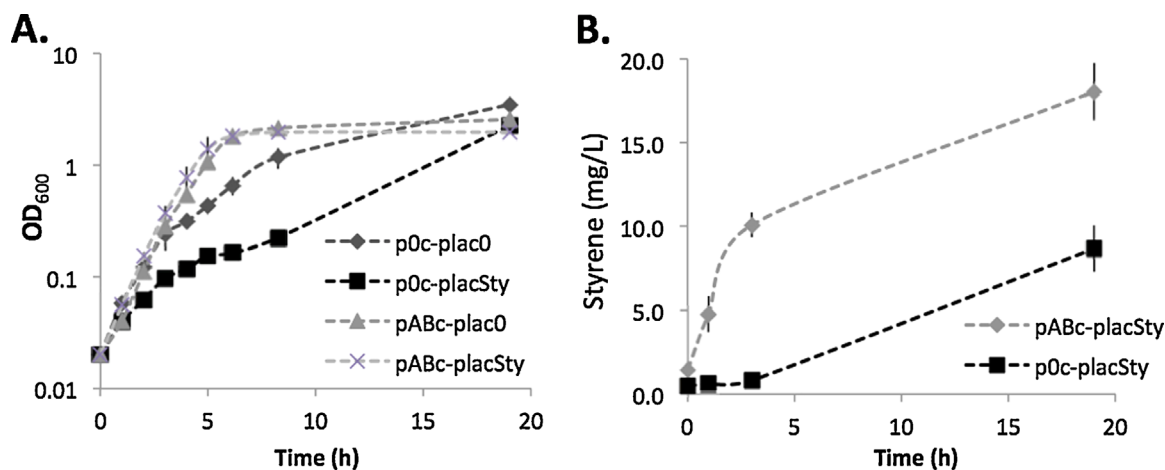 A.
10
1
0.1
0.01
OD600
0
5
10
15
20
Time (h)
p0c-plac0
p0c-placSty
pABc-plac0
pABc-placSty
B.
20.0
15.0
10.0
5.0
0.0
Styrene (mg/L)
0
5
10
15
20
Time (h)
pABc-placSty
p0c-placSty